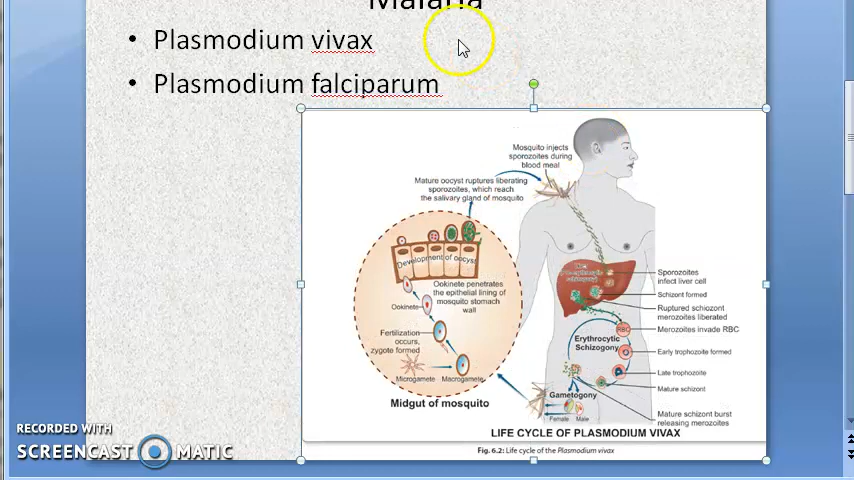 Malaria
• Plasmodium vivax
• Plasmodium falciparum
Mosquito injects
sporozoites during
blood meal
Mature oocyst ruptures liberating
sporozoites, which reach
the salivary gland of mosquito
Development of oocyst
Ookinete penetrates
the epithelial lining of
mosquito stomach
wall
Ookinete
Fertilization
occurs,
zygote formed
Microgamete
Macrogamete
Midgut of mosquito
Sporozoites
infect liver cell
Schizont formed
Ruptured schiozont
merozoites liberated
RBC
Merozoites invade RBC
Erythrocytic
Schizogony
Early trophozoite formed
Late trophozoite
Mature schizont
Gametogony
Female
Male
Mature schizont burst
releasing merozoites
LIFE CYCLE OF PLASMODIUM VIVAX
Fig. 6.2: Life cycle of the Plasmodium vivax
RECORDED WITH
SCREENCAST MATIC